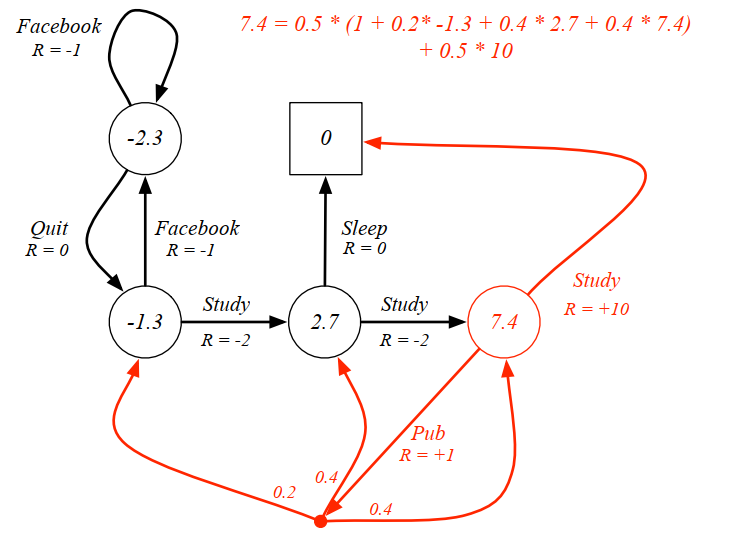 Facebook
R = -1
7.4 = 0.5 * (1 + 0.2* -1.3 + 0.4 * 2.7 + 0.4 * 7.4)
+ 0.5 * 10
-2.3
0
Quit
R = 0
Facebook
R = -1
Sleep
R = 0
Study
R = +10
-1.3
Study
R = -2
2.7
Study
R = -2
7.4
Pub
R = +1
0.2
0.4
0.4